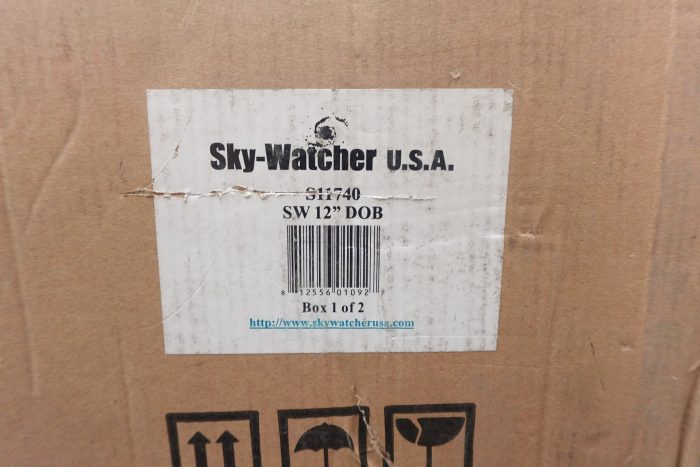 Sky-Watcher U.S.A.
S11740
SW 12” DOB
8 12556 01092 7
Box 1 of 2
http://www.skywatcherusa.com